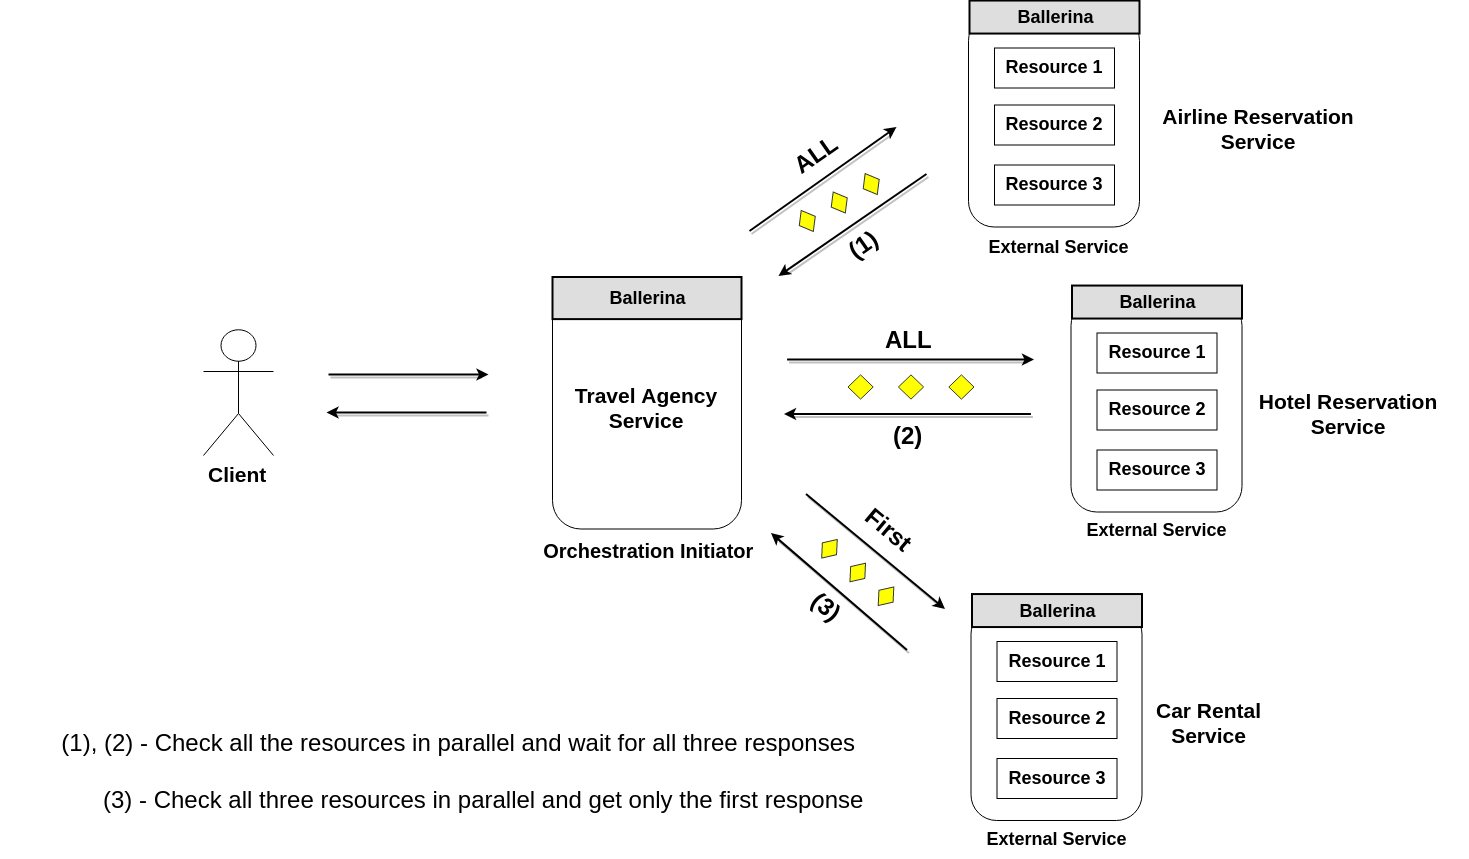 Ballerina
Resource 1
Resource 2
Resource 3
External Service
Airline Reservation
Service
ALL
(1)
Client
Ballerina
Travel Agency
Service
Orchestration Initiator
ALL
(2)
Ballerina
Resource 1
Resource 2
Resource 3
External Service
Hotel Reservation
Service
First
(3)
Ballerina
Resource 1
Resource 2
Resource 3
External Service
Car Rental
Service
(1), (2) - Check all the resources in parallel and wait for all three responses
(3) - Check all three resources in parallel and get only the first response